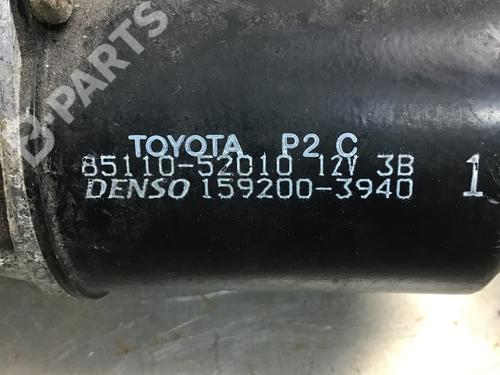 B-PARTS
TOYOTA P2 C
85110-52010 12V 3B
DENSO 159200-3940 1